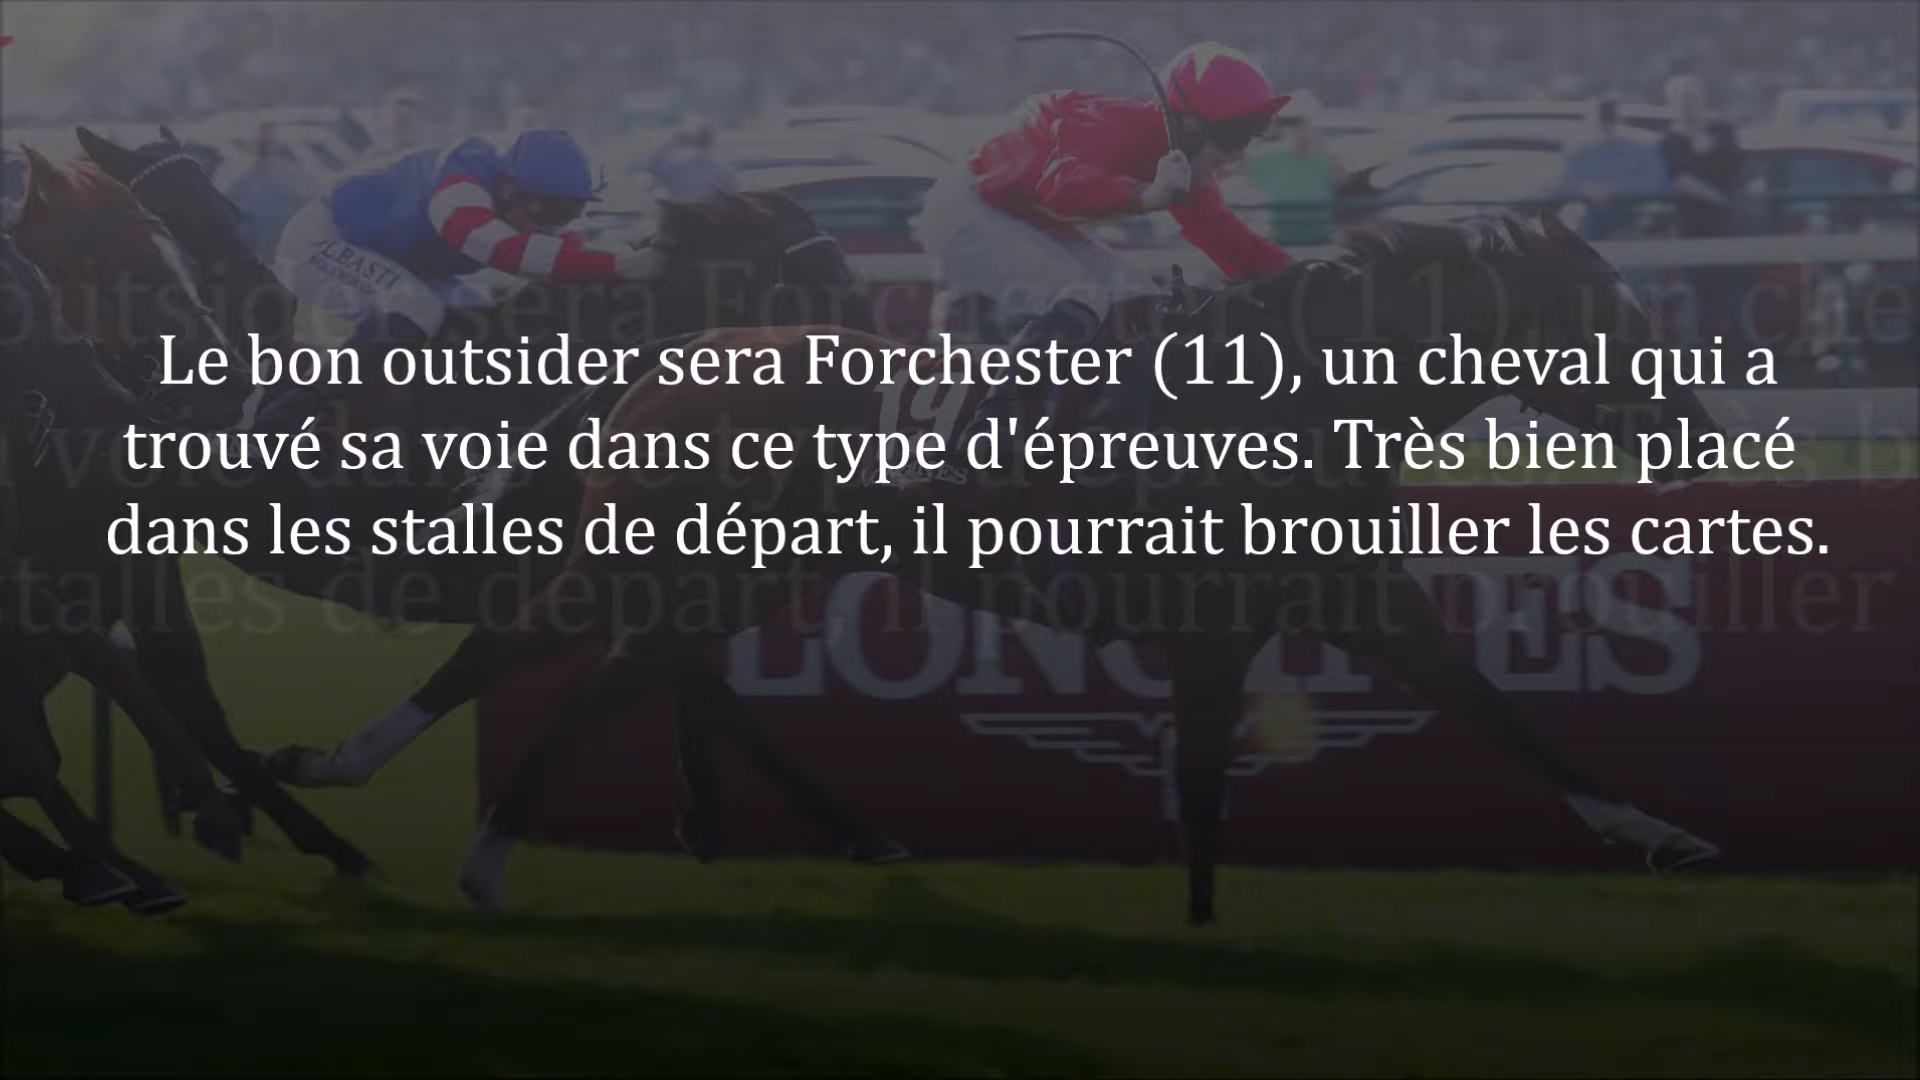 Le bon outsider sera Forchester (11), un cheval qui a
trouvé sa voie dans ce type d'épreuves. Très bien placé
dans les stalles de départ, il pourrait brouiller les cartes.
19